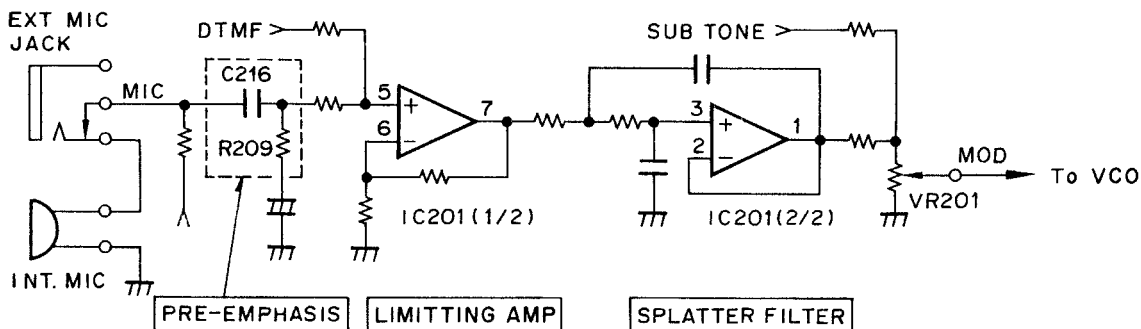 EXT MIC
JACK
DTMF
SUB TONE
C216
MIC
5
+
7
3
+
1
6
-
2
-
R209
MOD
To VCO
VR201
IC201(1/2)
IC201(2/2)
INT. MIC
PRE-EMPHASIS
LIMITTING AMP
SPLATTER FILTER